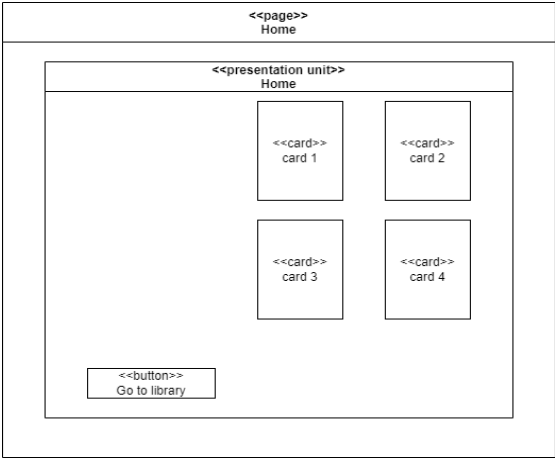 <<page>>
Home
<<presentation unit>>
Home
<<card>>
card 1
<<card>>
card 2
<<card>>
card 3
<<card>>
card 4
<<button>>
Go to library